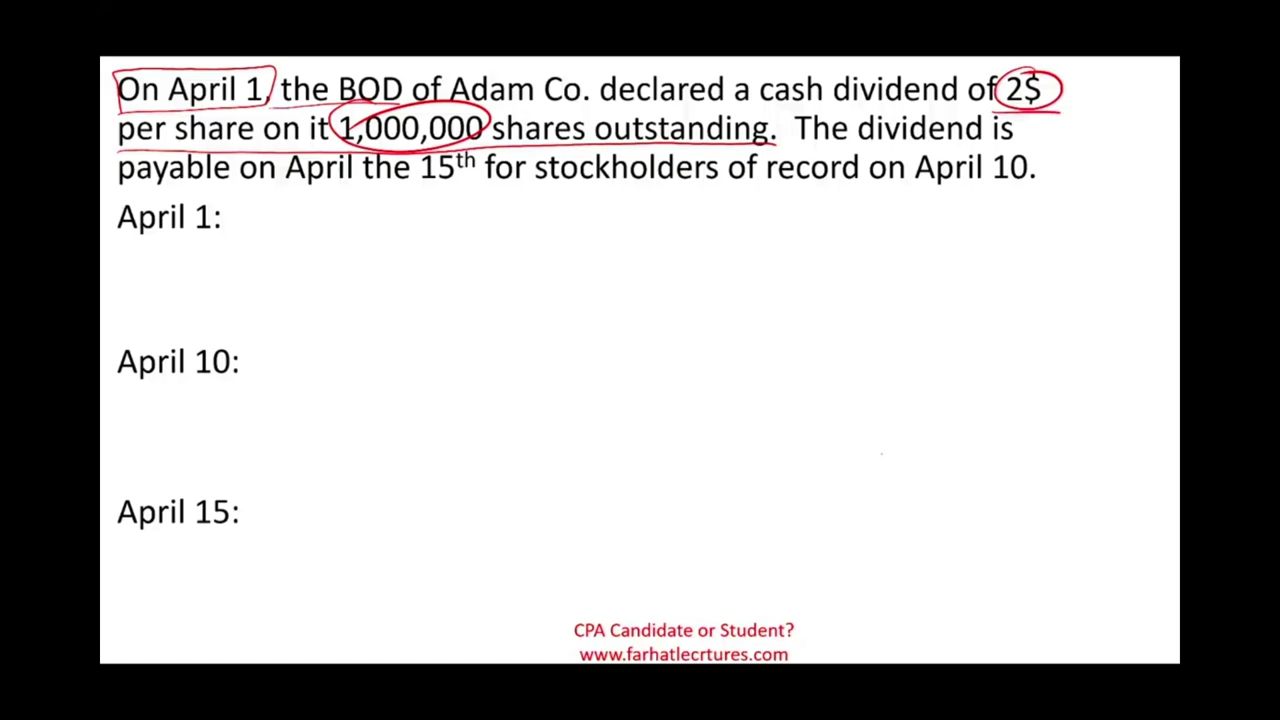 On April 1, the BOD of Adam Co. declared a cash dividend of 2$
per share on it 1,000,000 shares outstanding. The dividend is
payable on April the 15th for stockholders of record on April 10.
April 1:
April 10:
April 15:
CPA Candidate or Student?
www.farhatlecrtures.com